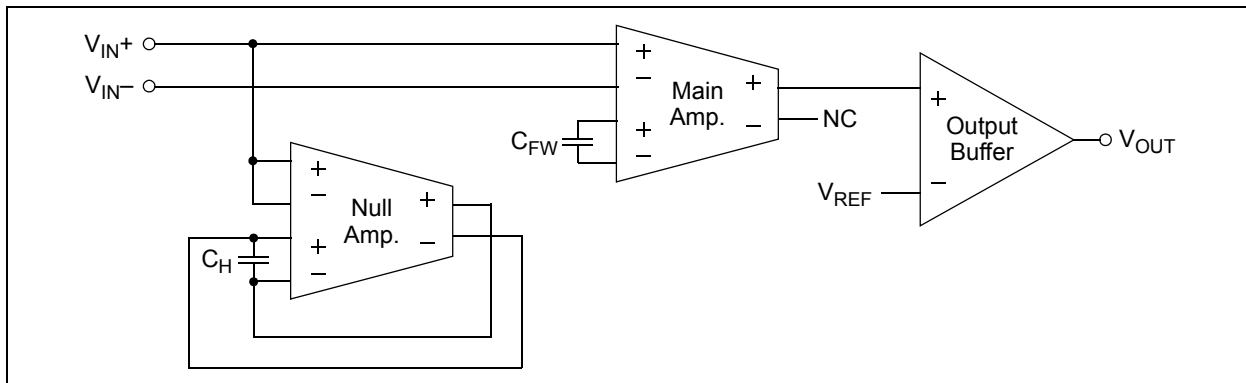 V_IN+
V_IN–
+
–
+
–
Main
Amp.
+
–
NC
C_FW
+
–
Output
Buffer
V_OUT
V_REF
+
–
+
–
Null
Amp.
+
–
C_H